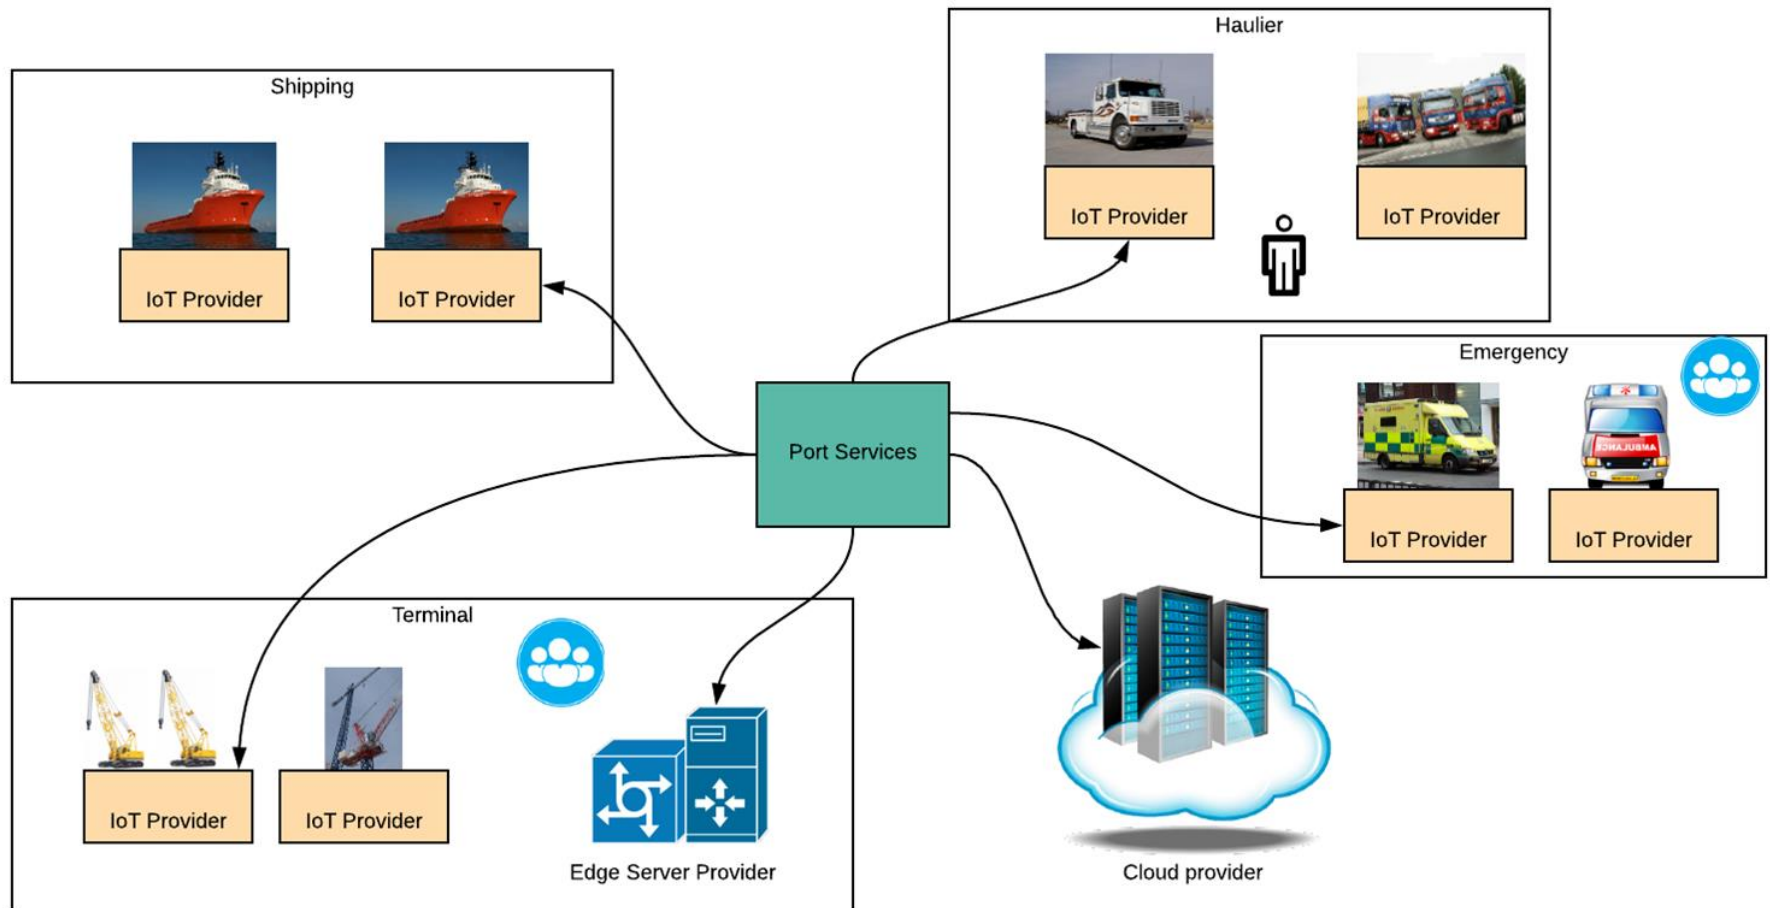 Haulier
Shipping
IoT Provider
IoT Provider
IoT Provider
IoT Provider
Emergency
AMBULANCE
Port Services
IoT Provider
IoT Provider
Terminal
IoT Provider
IoT Provider
Edge Server Provider
Cloud provider